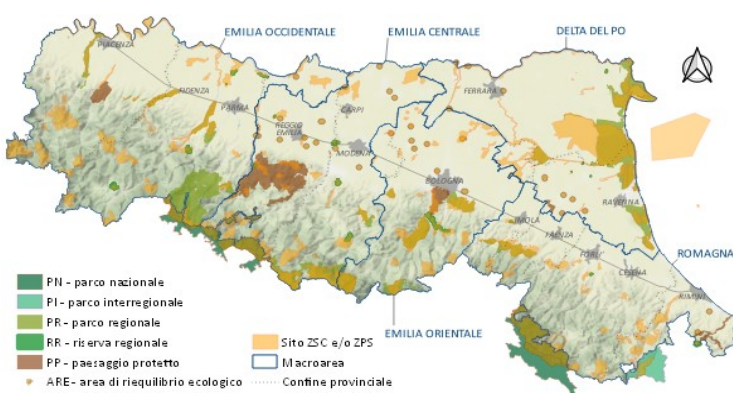 EMILIA OCCIDENTALE
EMILIA CENTRALE
DELTA DEL PO
PIACENZA
FIDENZA
PARMA
REGGIO EMILIA
CARPI
MODENA
FERRARA
BOLOGNA
IMOLA
FAENZA
FORLI'
CESENA
RAVENNA
RIMINI
ROMAGNA
EMILIA ORIENTALE
PN - parco nazionale
PI - parco interregionale
PR - parco regionale
RR - riserva regionale
PP - paesaggio protetto
ARE - area di riequilibrio ecologico
Sito ZSC e/o ZPS
Macroarea
Confine provinciale